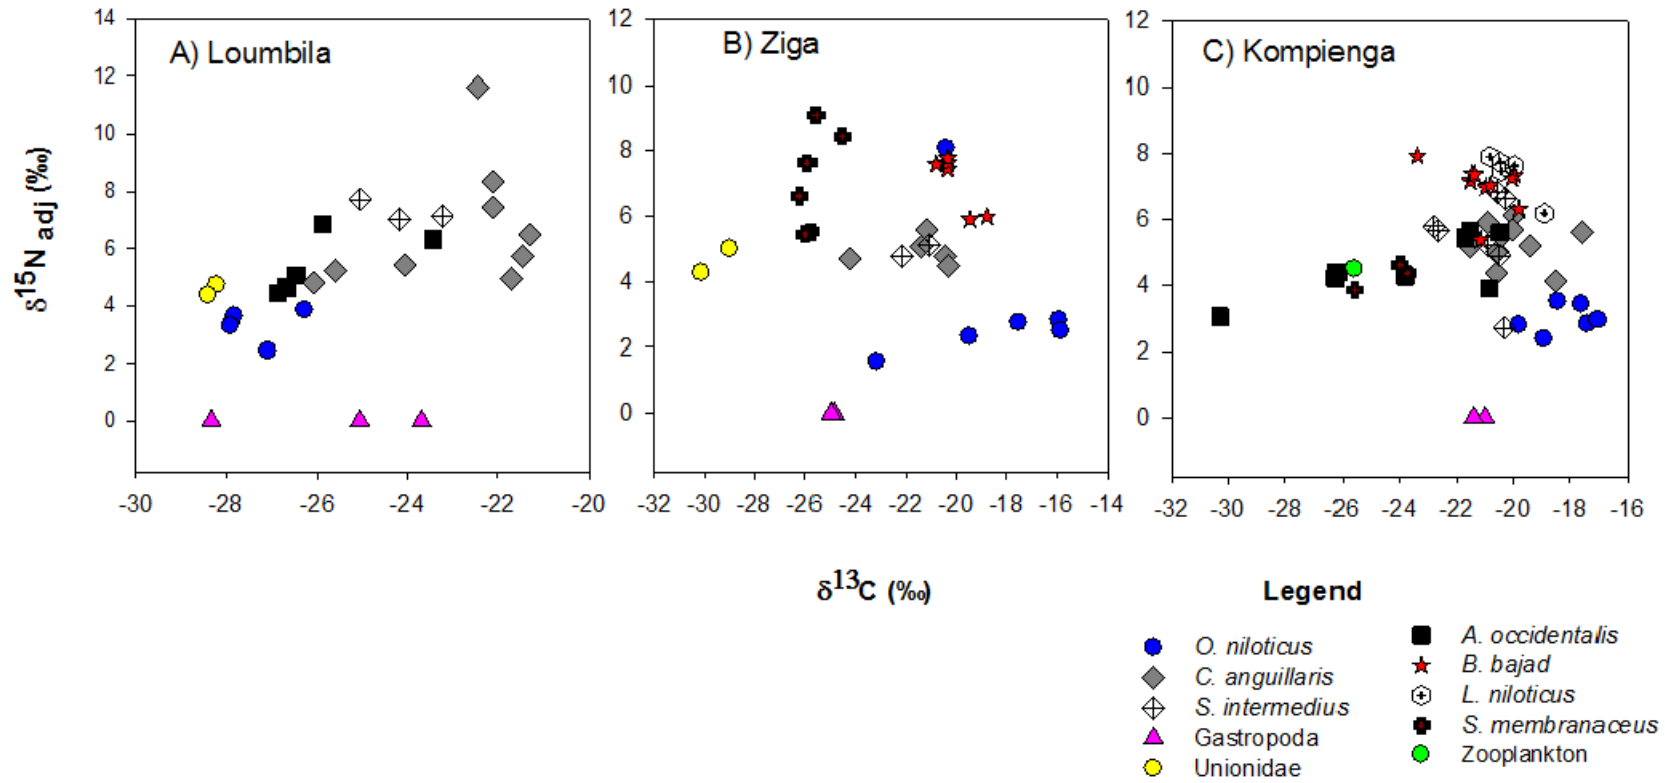 A) Loumbila
B) Ziga
C) Kompienga
δ15N adj (‰)
14
12
10
8
6
4
2
0
12
10
8
6
4
2
0
12
10
8
6
4
2
0
-30 -28 -26 -24 -22 -20
-32 -30 -28 -26 -24 -22 -20 -18 -16 -14
-32 -30 -28 -26 -24 -22 -20 -18 -16
δ13C (‰)
Legend
O. niloticus
C. anguillaris
S. intermedius
Gastropoda
Unionidae
A. occidentalis
B. bajad
L. niloticus
S. membranaceus
Zooplankton